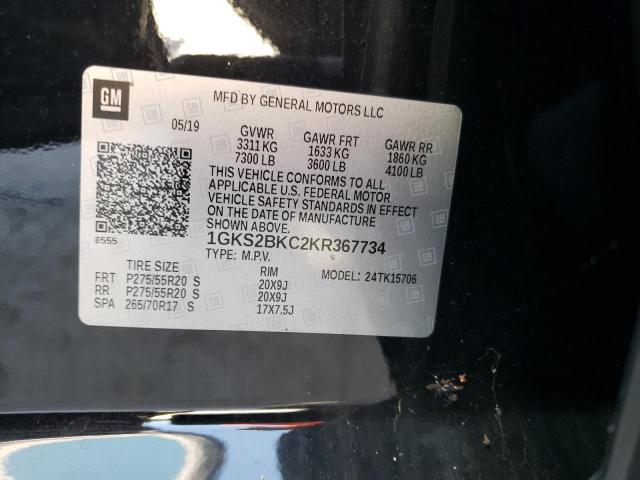 GM
MFD BY GENERAL MOTORS LLC
05/19
GVWR GAWR FRT GAWR RR
3311 KG 1633 KG 1860 KG
7300 LB 3600 LB 4100 LB
THIS VEHICLE CONFORMS TO ALL
APPLICABLE U.S. FEDERAL MOTOR
VEHICLE SAFETY STANDARDS IN EFFECT
ON THE DATE OF MANUFACTURE
SHOWN ABOVE.
8555
1GKS2BKC2KR367734
TYPE: M.P.V. MODEL: 24TK15706
TIRE SIZE RIM
FRT P275/55R20 S 20X9J
RR P275/55R20 S 20X9J
SPA 265/70R17 S 17X7.5J